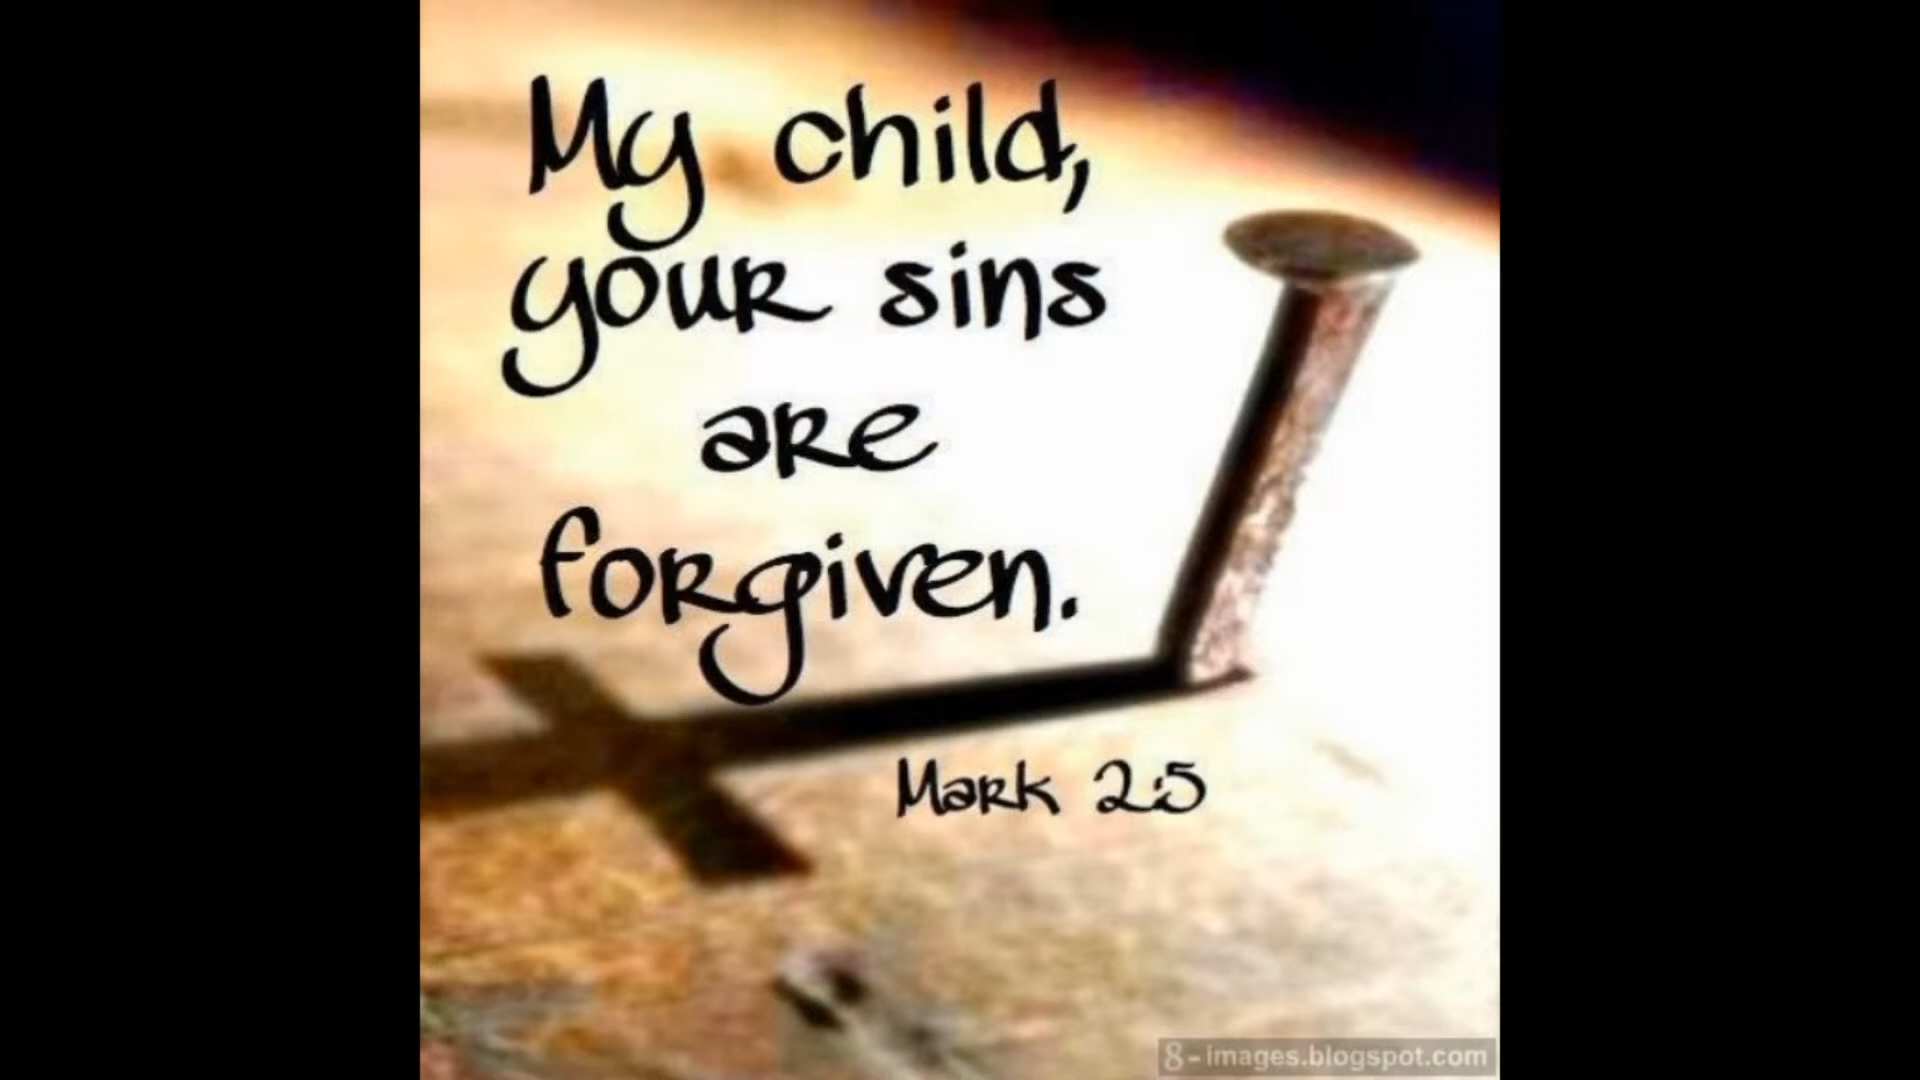 My child,
your sins
are
forgiven.
Mark 2:5
8-images.blogspot.com